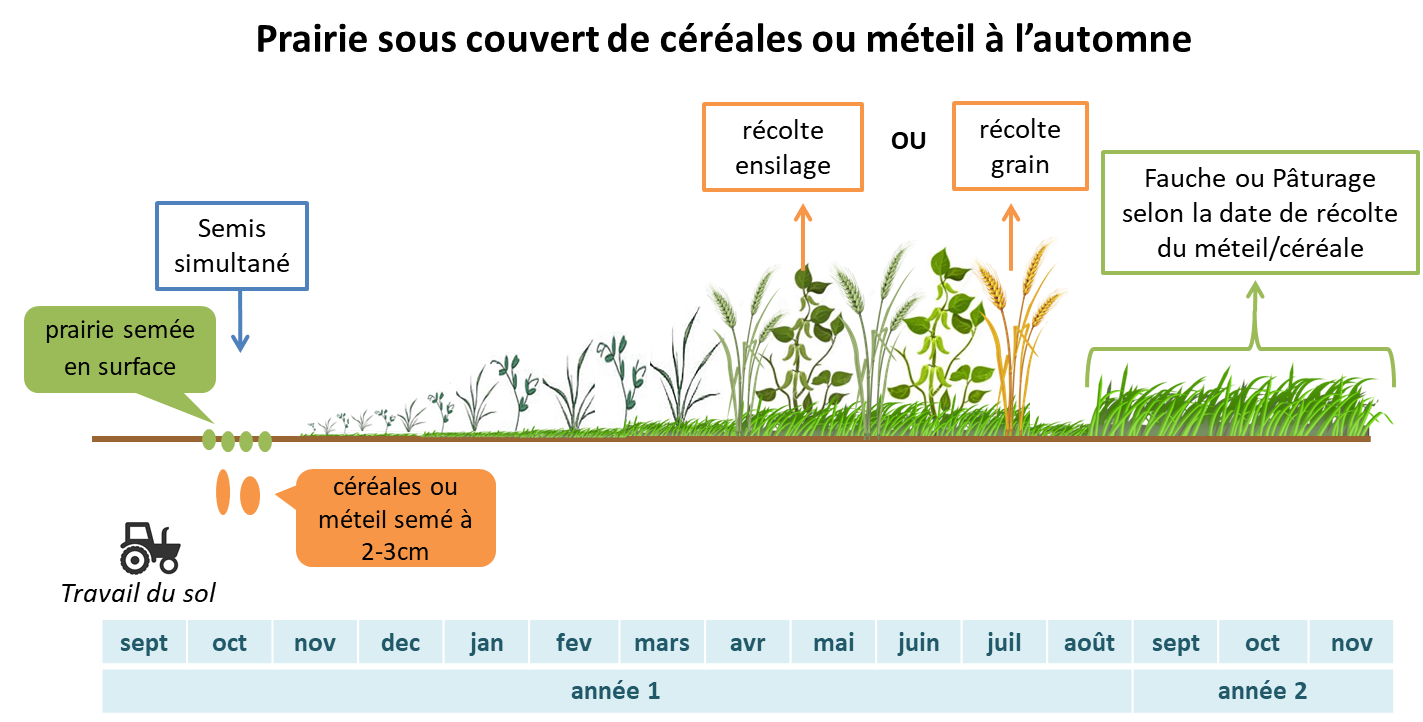 Prairie sous couvert de céréales ou méteil à l’automne
récolte
ensilage
OU
récolte
grain
Fauche ou Pâturage
selon la date de récolte
du méteil/céréale
Semis
simultané
prairie semée
en surface
céréales ou
méteil semé à
2-3cm
Travail du sol
sept oct nov dec jan fev mars avr mai juin juil août sept oct nov
année 1 année 2